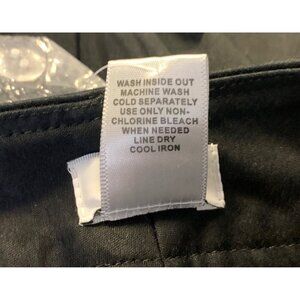 WASH INSIDE OUT
MACHINE WASH
COLD SEPARATELY
USE ONLY NON-
CHLORINE BLEACH
WHEN NEEDED
LINE DRY
COOL IRON